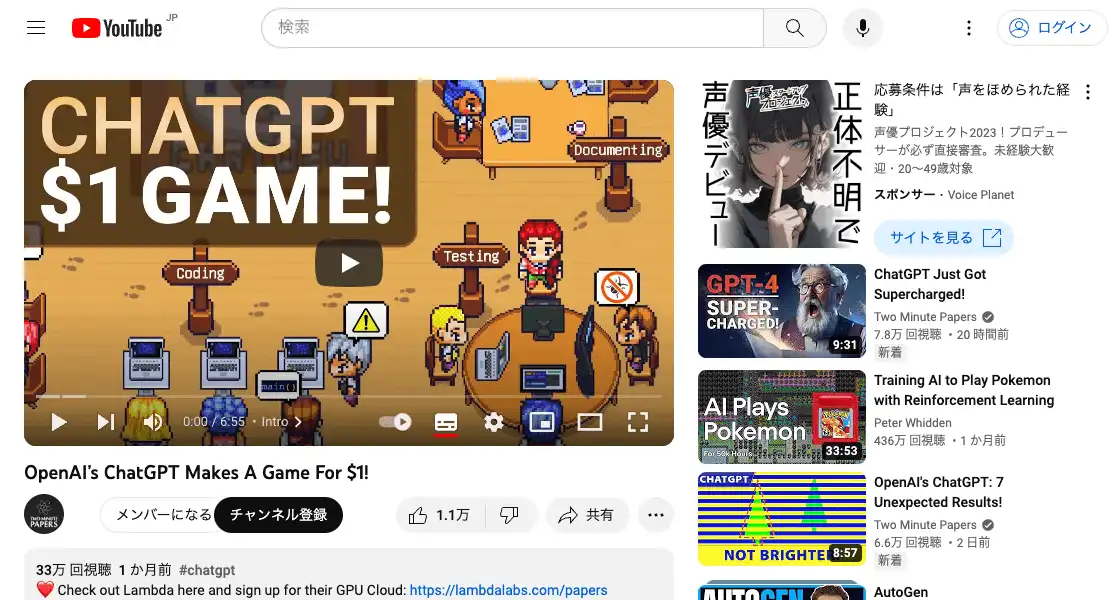 YouTube JP
検索
ログイン
CHATGPT
$1 GAME!
Documenting
Testing
Coding
main()
0:00 / 6:55 • Intro
OpenAI's ChatGPT Makes A Game For $1!
TWO MINUTE
PAPERS
メンバーになる
チャンネル登録
1.1万
共有
33万 回視聴 1 か月前 #chatgpt
Check out Lambda here and sign up for their GPU Cloud: https://lambdalabs.com/papers
声優デビュー
声優スターティング
プロジェクト
正体不明で
応募条件は「声をほめられた経
験」
声優プロジェクト2023！プロデュー
サーが必ず直接審査。未経験大歓
迎・20〜49歳対象
スポンサー・Voice Planet
サイトを見る
GPT-4
SUPER-
CHARGED!
9:31
ChatGPT Just Got
Supercharged!
Two Minute Papers
7.8万 回視聴 • 20 時間前
新着
AI Plays
Pokemon
For 50k Hours...
33:53
Training AI to Play Pokemon
with Reinforcement Learning
Peter Whidden
436万 回視聴 • 1 か月前
CHATGPT
NOT BRIGHTE
8:57
OpenAI's ChatGPT: 7
Unexpected Results!
Two Minute Papers
6.6万 回視聴 • 2 日前
新着
AUTOGEN
AutoGen